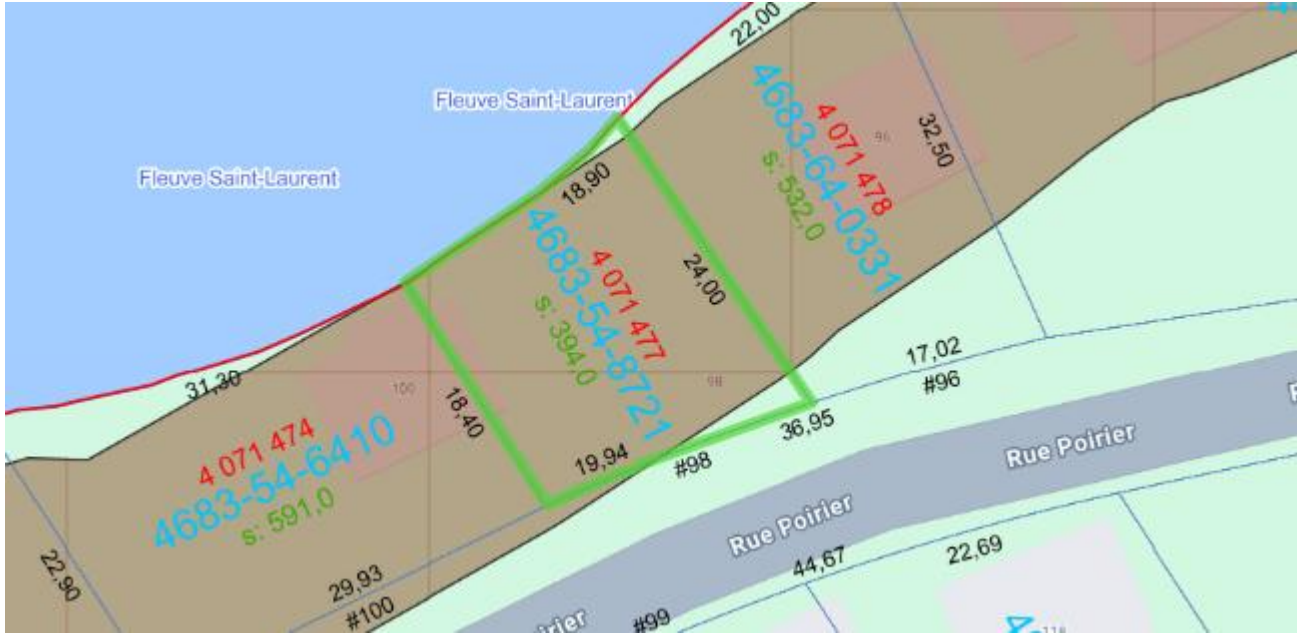 22,00
Fleuve Saint-Laurent
Fleuve Saint-Laurent
4 071 478
4683-64-0331
s: 532,0
96
32,50
18,90
4 071 477
4683-54-8721
s: 394,0
98
24,00
31,30
100
18,40
4 071 474
4683-54-6410
s: 591,0
17,02
#96
36,95
19,94
#98
Rue Poirier
Rue Poirier
22,90
29,93
#100
44,67
22,69
#99